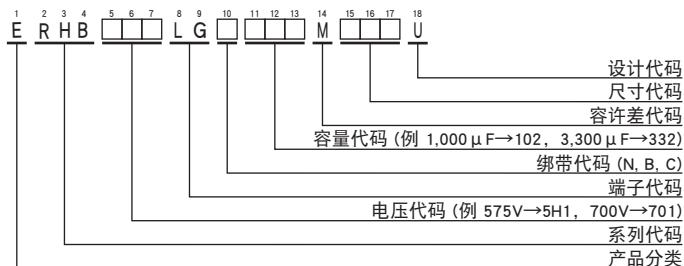 1 2 3 4 5 6 7 8 9 10 11 12 13 14 15 16 17 18
E R H B □□□ L G □ □□□ M □□□ U
设计代码
尺寸代码
容许差代码
容量代码 (例 1,000μF→102, 3,300μF→332)
绑带代码 (N, B, C)
端子代码
电压代码 (例 575V→5H1, 700V→701)
系列代码
产品分类